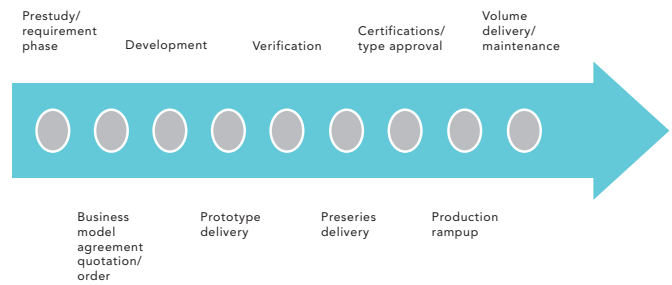 Prestudy/
requirement
phase
Development
Verification
Certifications/
type approval
Volume
delivery/
maintenance
Business
model
agreement
quotation/
order
Prototype
delivery
Preseries
delivery
Production
rampup